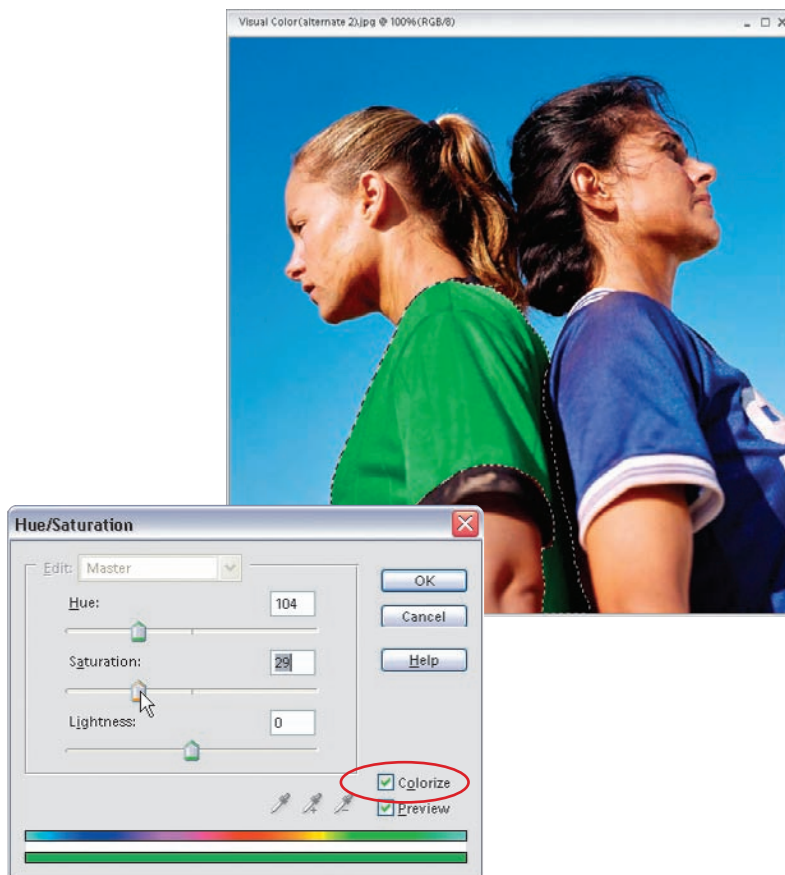 Visual Color(alternate 2).jpg @ 100%(RGB/8)
Hue/Saturation
Edit: Master
Hue: 104
Saturation: 29
Lightness: 0
OK
Cancel
Help
Colorize
Preview